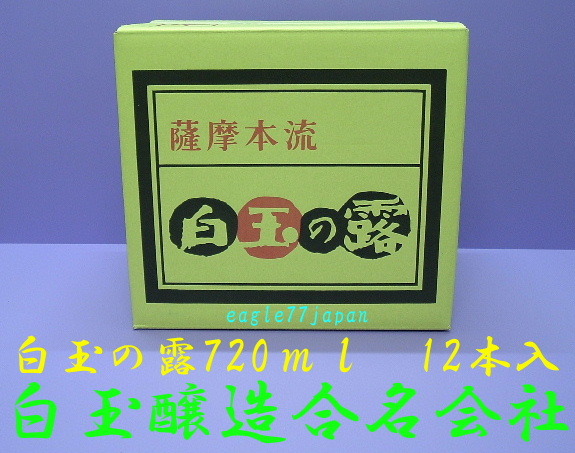 薩摩本流
白玉の露
eagle77japan
白玉の露720ml 12本入
白玉醸造合名会社